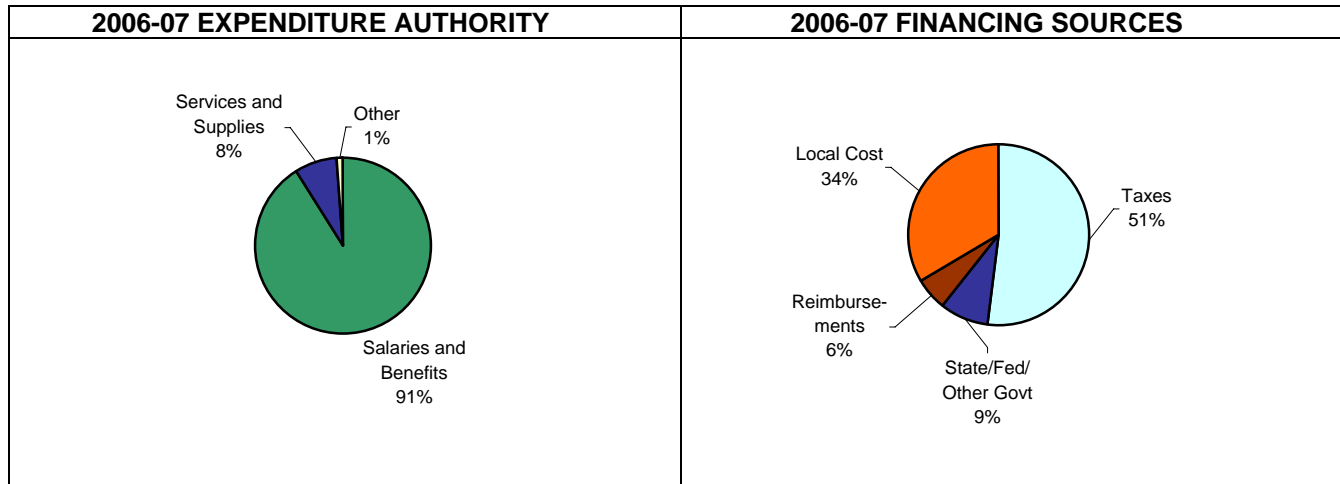 2006-07 EXPENDITURE AUTHORITY
2006-07 FINANCING SOURCES
Services and
Supplies
8%
Other
1%
Salaries and
Benefits
91%
Local Cost
34%
Taxes
51%
Reimburse-
ments
6%
State/Fed/
Other Govt
9%